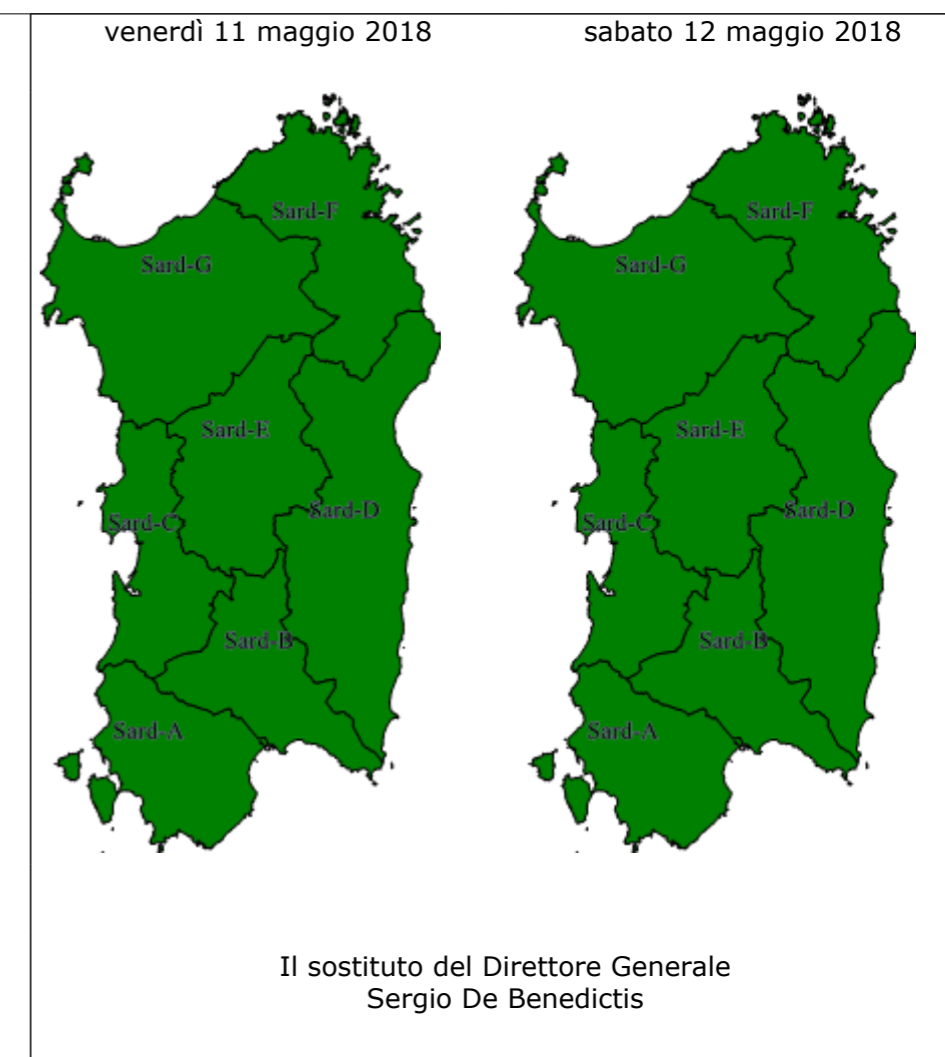 venerdì 11 maggio 2018
sabato 12 maggio 2018
Sard-F
Sard-G
Sard-E
Sard-D
Sard-C
Sard-B
Sard-A
Sard-F
Sard-G
Sard-E
Sard-D
Sard-C
Sard-B
Sard-A
Il sostituto del Direttore Generale
Sergio De Benedictis